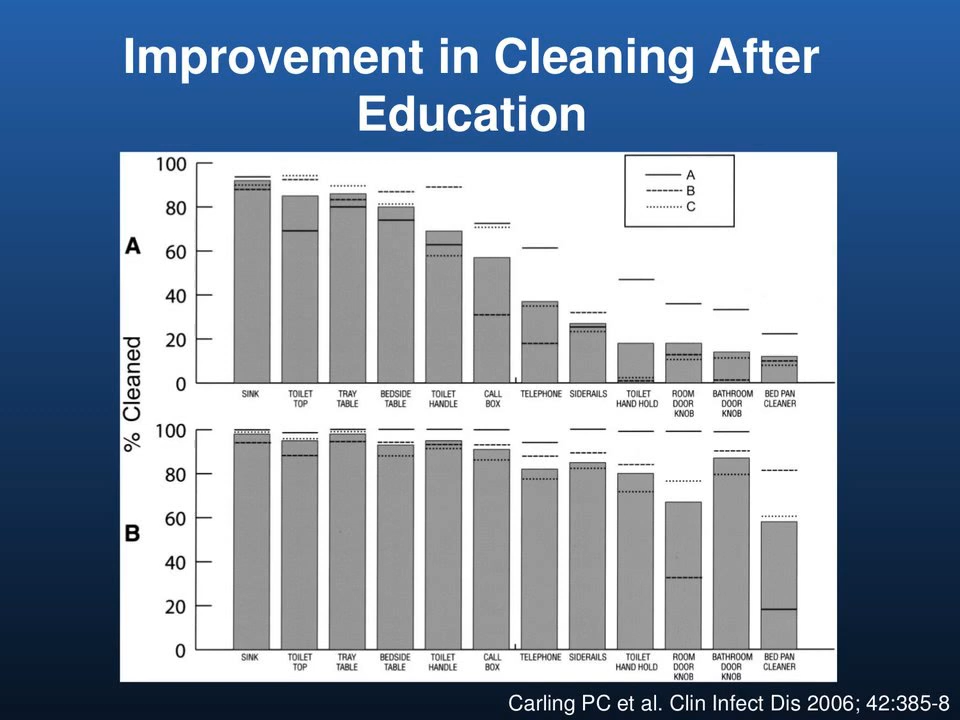 Improvement in Cleaning After
Education
% Cleaned
A
100
80
60
40
20
0
A
B
C
SINK
TOILET
TOP
TRAY
TABLE
BEDSIDE
TABLE
TOILET
HANDLE
CALL
BOX
TELEPHONE
SIDERAILS
TOILET
HAND HOLD
ROOM
DOOR
KNOB
BATHROOM
DOOR
KNOB
BED PAN
CLEANER
B
100
80
60
40
20
0
SINK
TOILET
TOP
TRAY
TABLE
BEDSIDE
TABLE
TOILET
HANDLE
CALL
BOX
TELEPHONE
SIDERAILS
TOILET
HAND HOLD
ROOM
DOOR
KNOB
BATHROOM
DOOR
KNOB
BED PAN
CLEANER
Carling PC et al. Clin Infect Dis 2006; 42:385-8